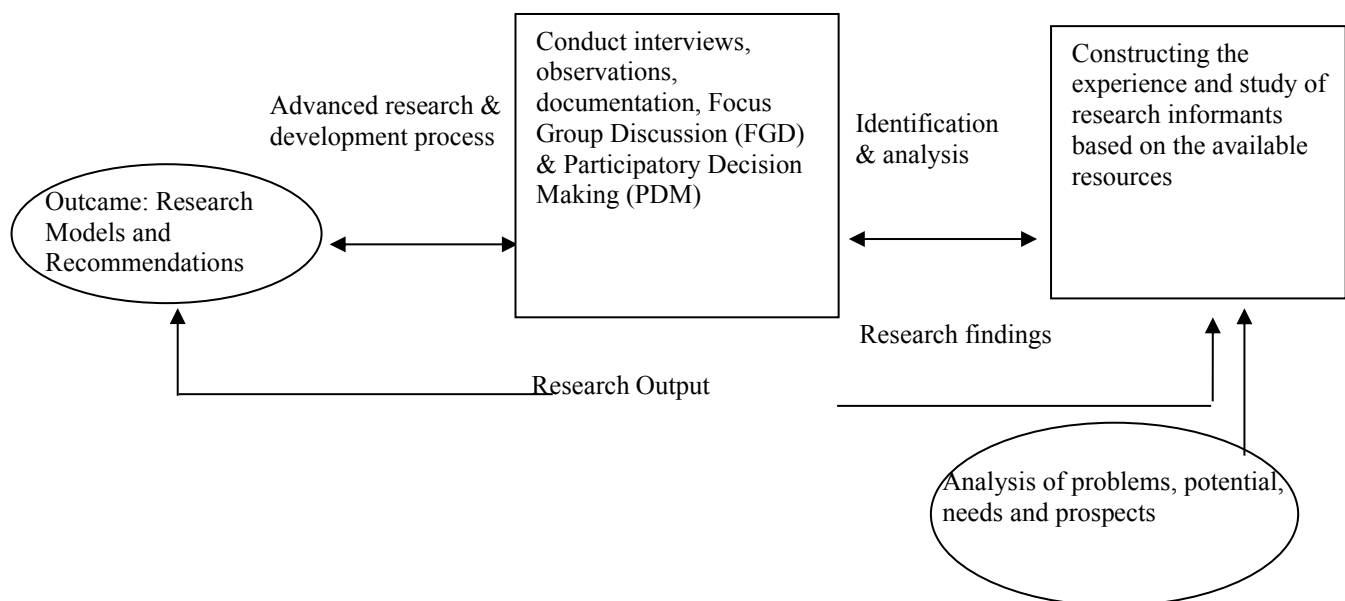 Advanced research &
development process
Outcame: Research
Models and
Recommendations
Conduct interviews,
observations,
documentation, Focus
Group Discussion (FGD)
& Participatory Decision
Making (PDM)
Identification
& analysis
Constructing the
experience and study of
research informants
based on the available
resources
Research findings
Research Output
Analysis of problems, potential,
needs and prospects